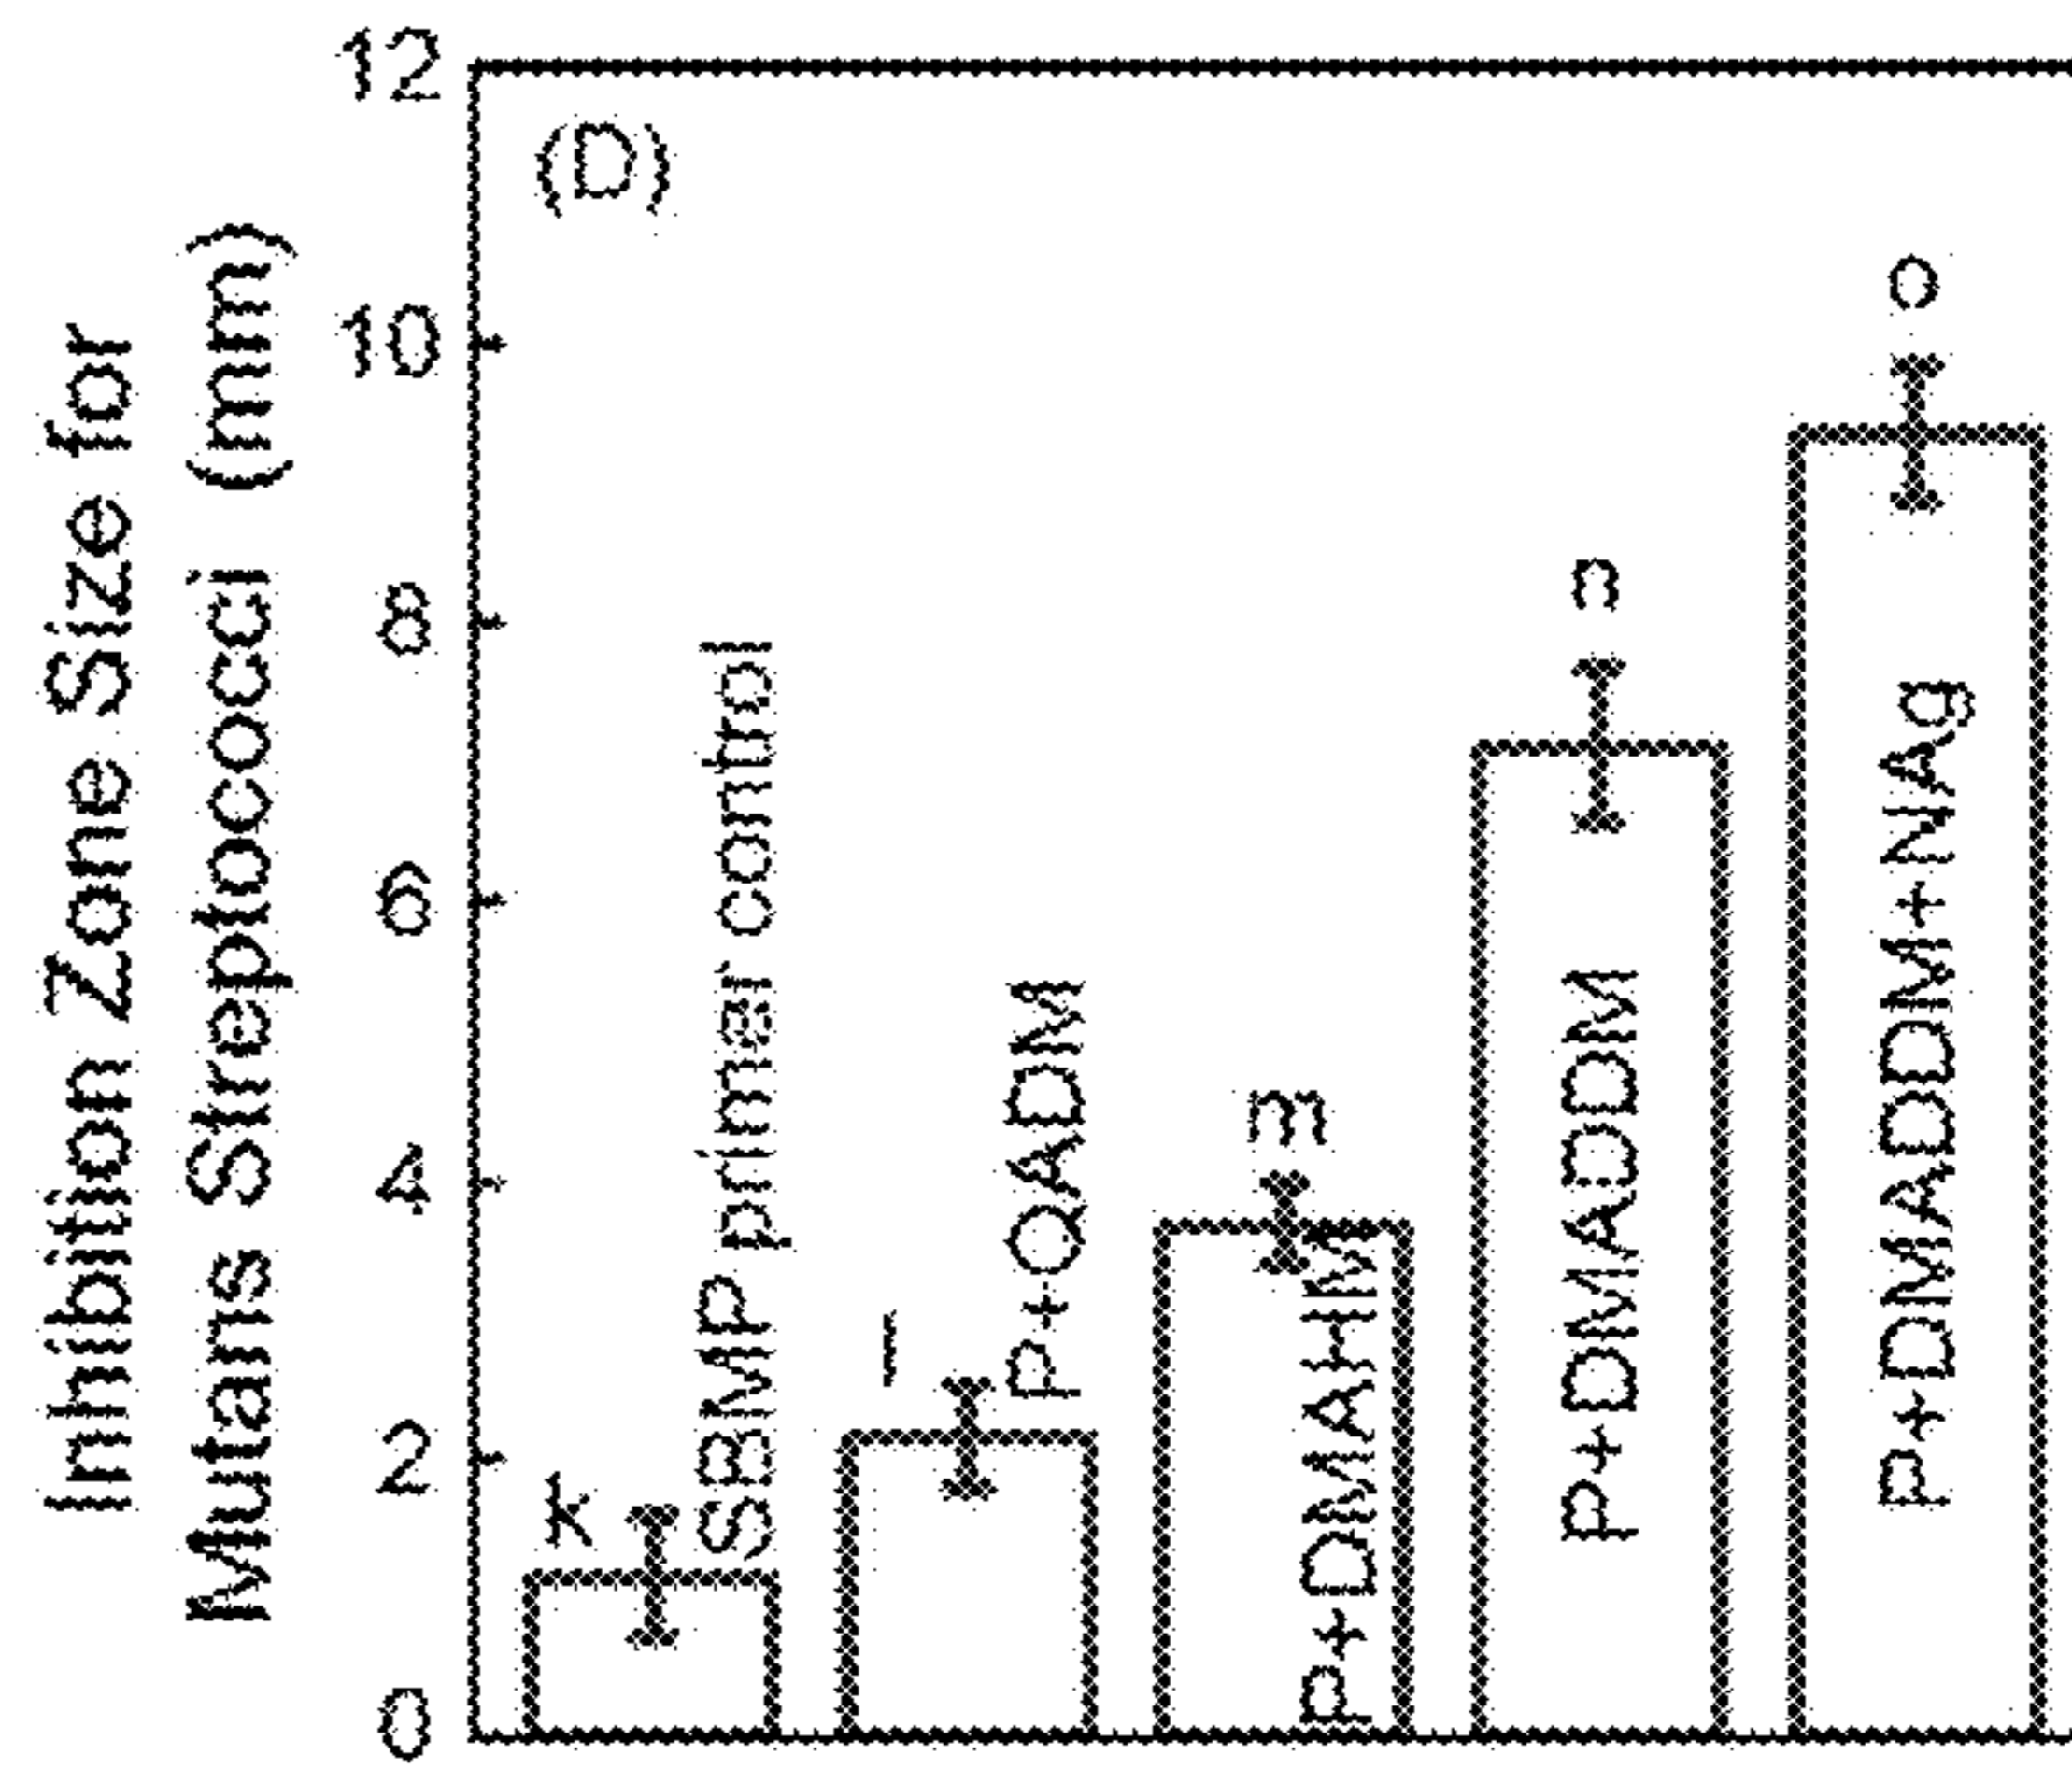 Inhibition Zone Size for
Mutans Streptococci (mm)
12
10
8
6
4
2
0
(D)
k
SBMP primer control
l
P+QADM
m
P+DMAHM
n
P+DMADDM
o
P+DMADDM+NAg